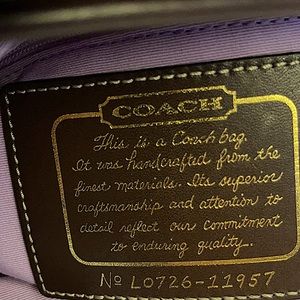 COACH
This is a Coach bag.
It was handcrafted from the
finest materials. Its superior
craftsmanship and attention to
detail reflect our commitment
to enduring quality.
No L0726-11957